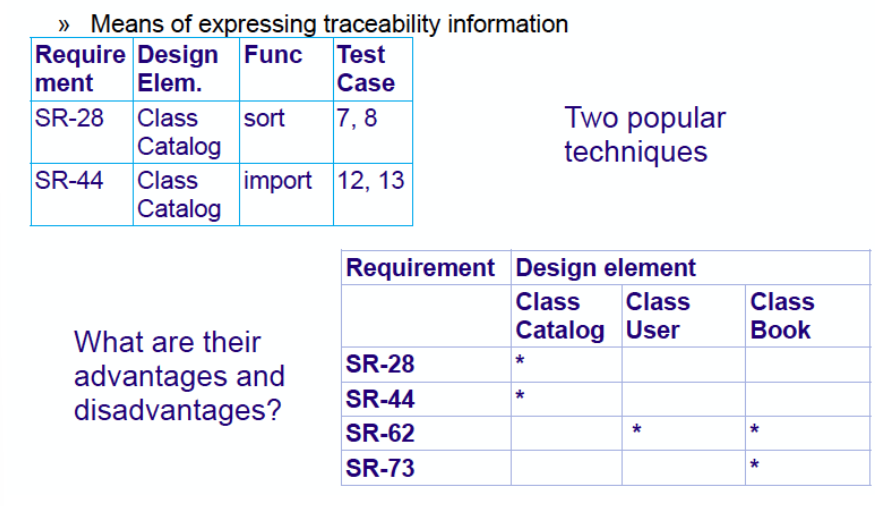 » Means of expressing traceability information
Require Design Func Test
ment Elem. Case
SR-28 Class sort 7, 8
Catalog
SR-44 Class import 12, 13
Catalog
Two popular
techniques
Requirement Design element
Class Class Class
Catalog User Book
SR-28 *
SR-44 *
SR-62 * *
SR-73 *
What are their
advantages and
disadvantages?